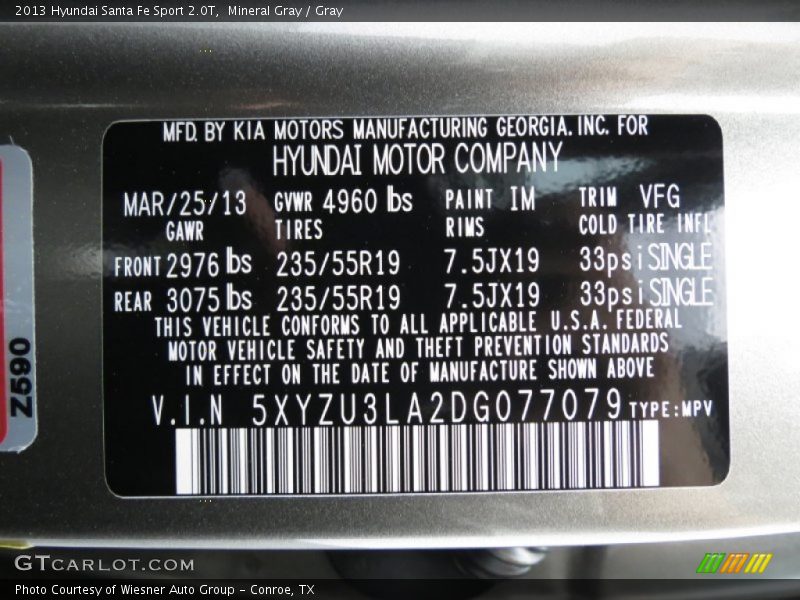 2013 Hyundai Santa Fe Sport 2.0T,  Mineral Gray / Gray
MFD. BY KIA MOTORS MANUFACTURING GEORGIA. INC. FOR
HYUNDAI MOTOR COMPANY
MAR/25/13 GVWR 4960 lbs PAINT IM TRIM VFG
GAWR TIRES RIMS COLD TIRE INFL
FRONT 2976 lbs 235/55R19 7.5JX19 33psi SINGLE
REAR 3075 lbs 235/55R19 7.5JX19 33psi SINGLE
THIS VEHICLE CONFORMS TO ALL APPLICABLE U.S.A. FEDERAL
MOTOR VEHICLE SAFETY AND THEFT PREVENTION STANDARDS
IN EFFECT ON THE DATE OF MANUFACTURE SHOWN ABOVE
V.I.N 5XYZU3LA2DG077079 TYPE:MPV
Z590
GTCARLOT.COM
Photo Courtesy of Wiesner Auto Group - Conroe, TX